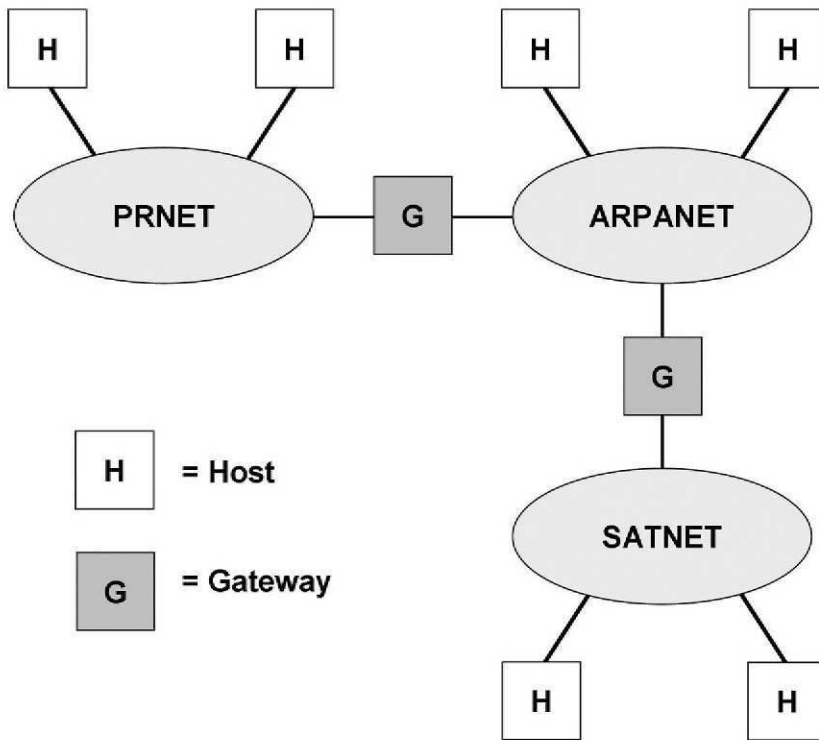 H
H
H
H
PRNET
G
ARPANET
G
H = Host
SATNET
G = Gateway
H
H